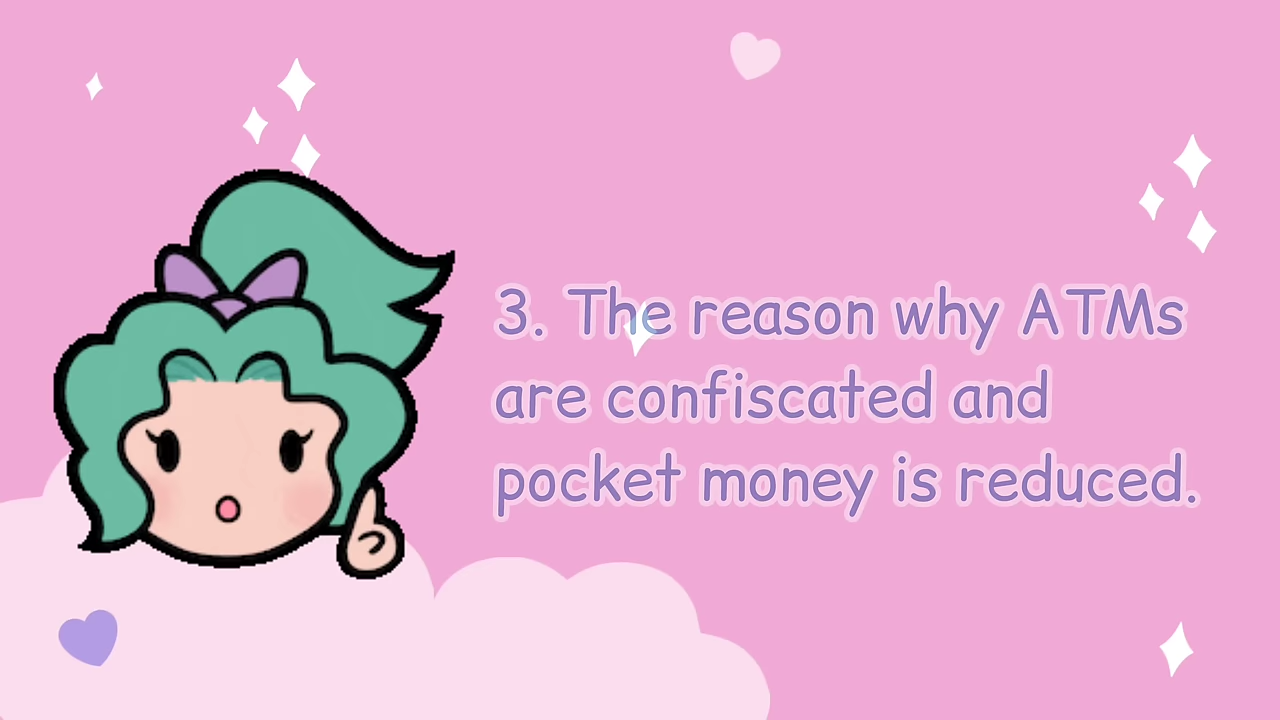 3. The reason why ATMs
are confiscated and
pocket money is reduced.